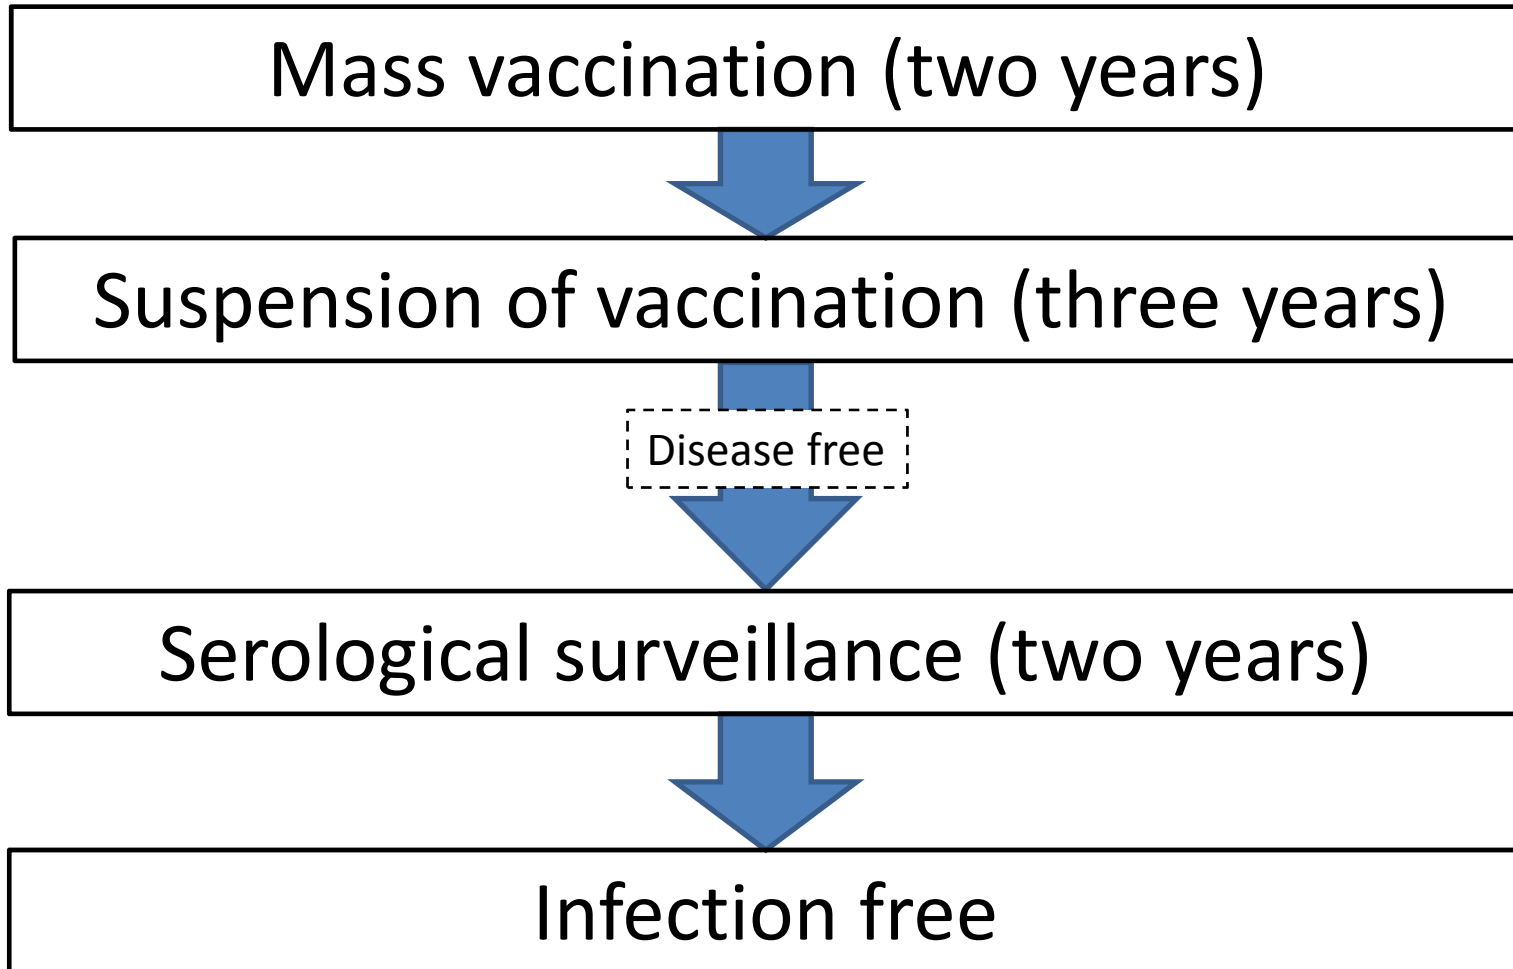 Mass vaccination (two years)
Suspension of vaccination (three years)
Disease free
Serological surveillance (two years)
Infection free